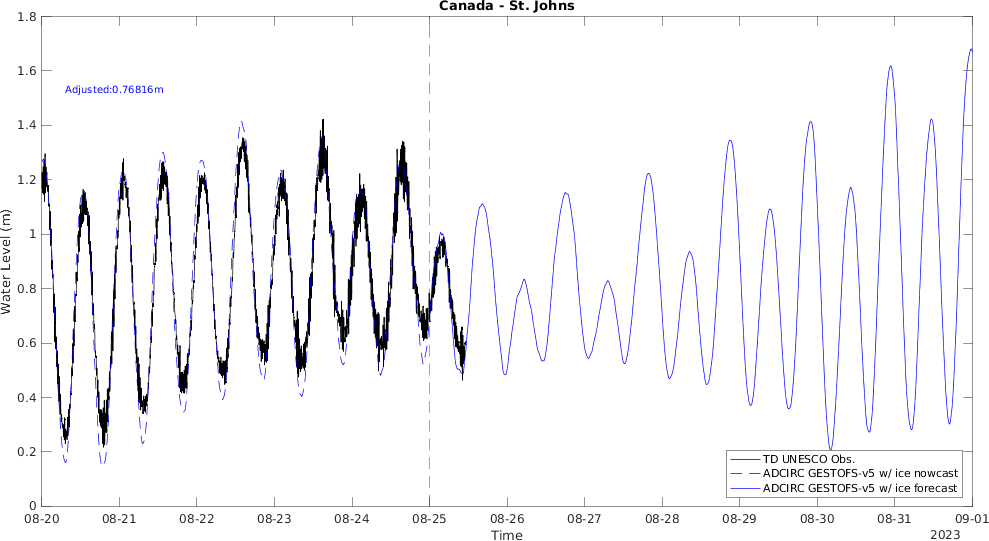 Canada - St. Johns
1.8
1.6
1.4
1.2
1
0.8
0.6
0.4
0.2
0
Water Level (m)
Adjusted:0.76816m
TD UNESCO Obs.
ADCIRC GESTOFS-v5 w/ ice nowcast
ADCIRC GESTOFS-v5 w/ ice forecast
08-20 08-21 08-22 08-23 08-24 08-25 08-26 08-27 08-28 08-29 08-30 08-31 09-01
Time
2023